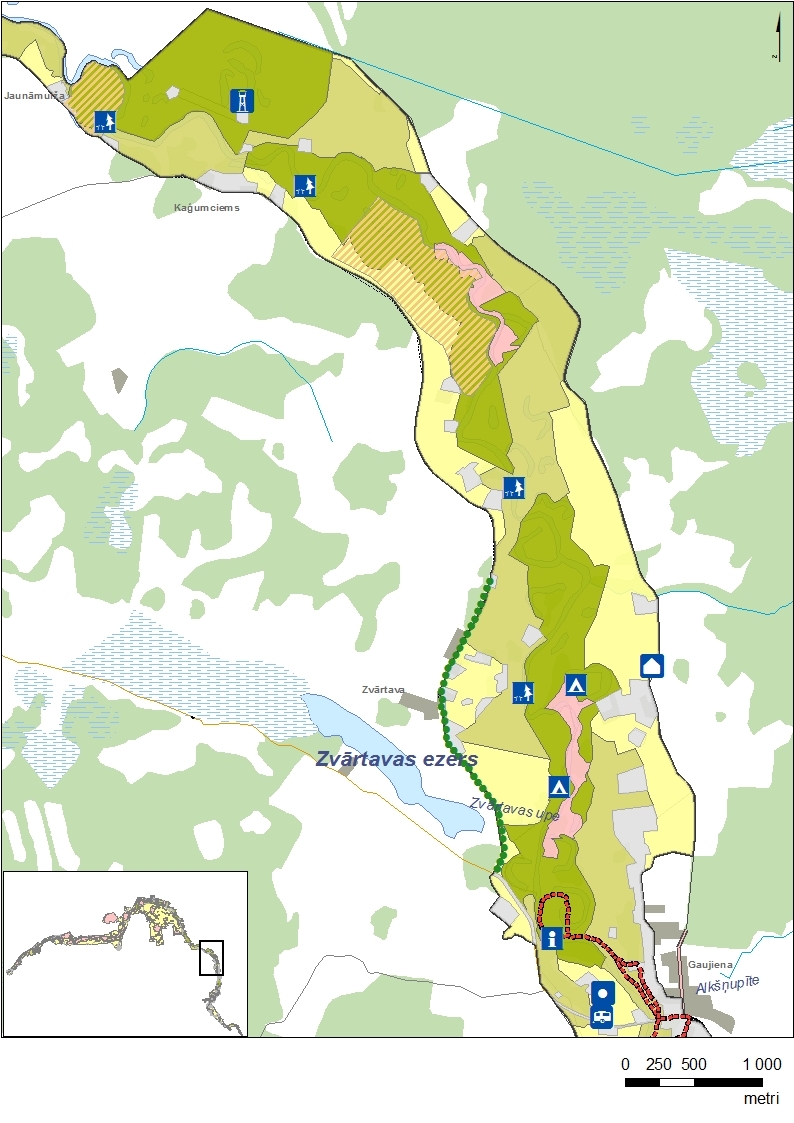 z
Jaunāmuiža
Kaģumciems
Zvārtava
Zvārtavas ezers
Zvārtavas upe
i
Gaujiena
Alkšņupīte
0 250 500 1 000
metri